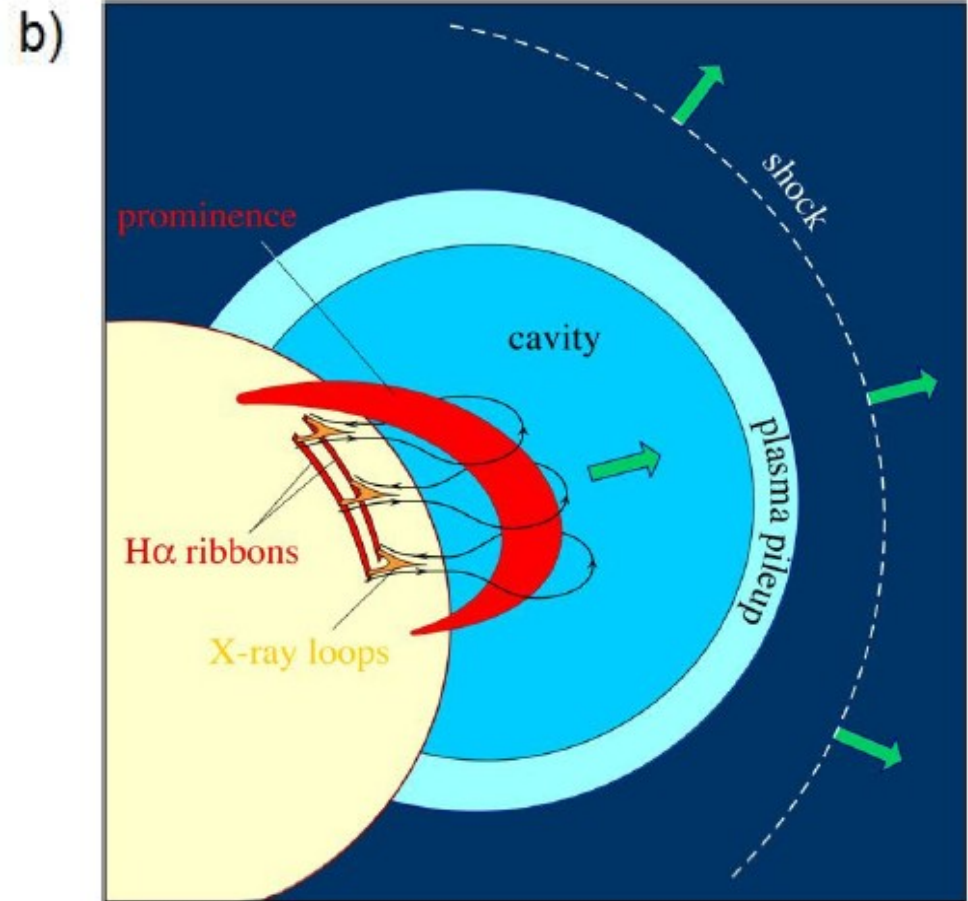 b)
shock
prominence
cavity
plasma pileup
Hα ribbons
X-ray loops